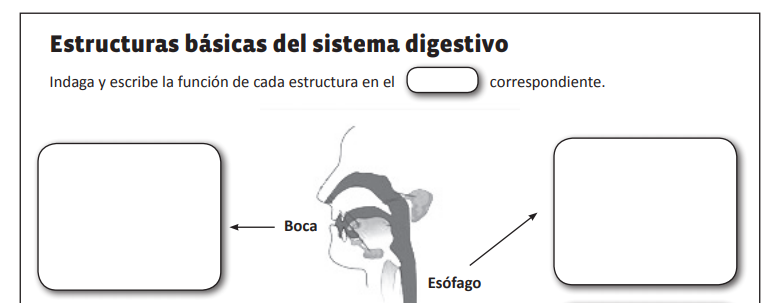 Estructuras básicas del sistema digestivo
Indaga y escribe la función de cada estructura en el correspondiente.
Boca
Esófago